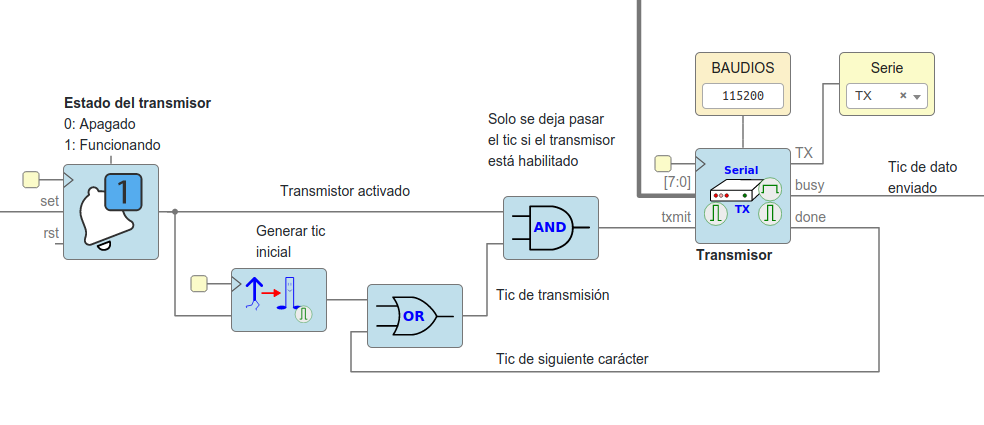 BAUDIOS
115200
Serie
TX
Estado del transmisor
0: Apagado
1: Funcionando
Solo se deja pasar
el tic si el transmisor
está habilitado
set
rst
1
Transmistor activado
Generar tic
inicial
AND
OR
[7:0]
txmit
Serial
TX
TX
busy
done
Transmisor
Tic de dato
enviado
Tic de transmisión
Tic de siguiente carácter